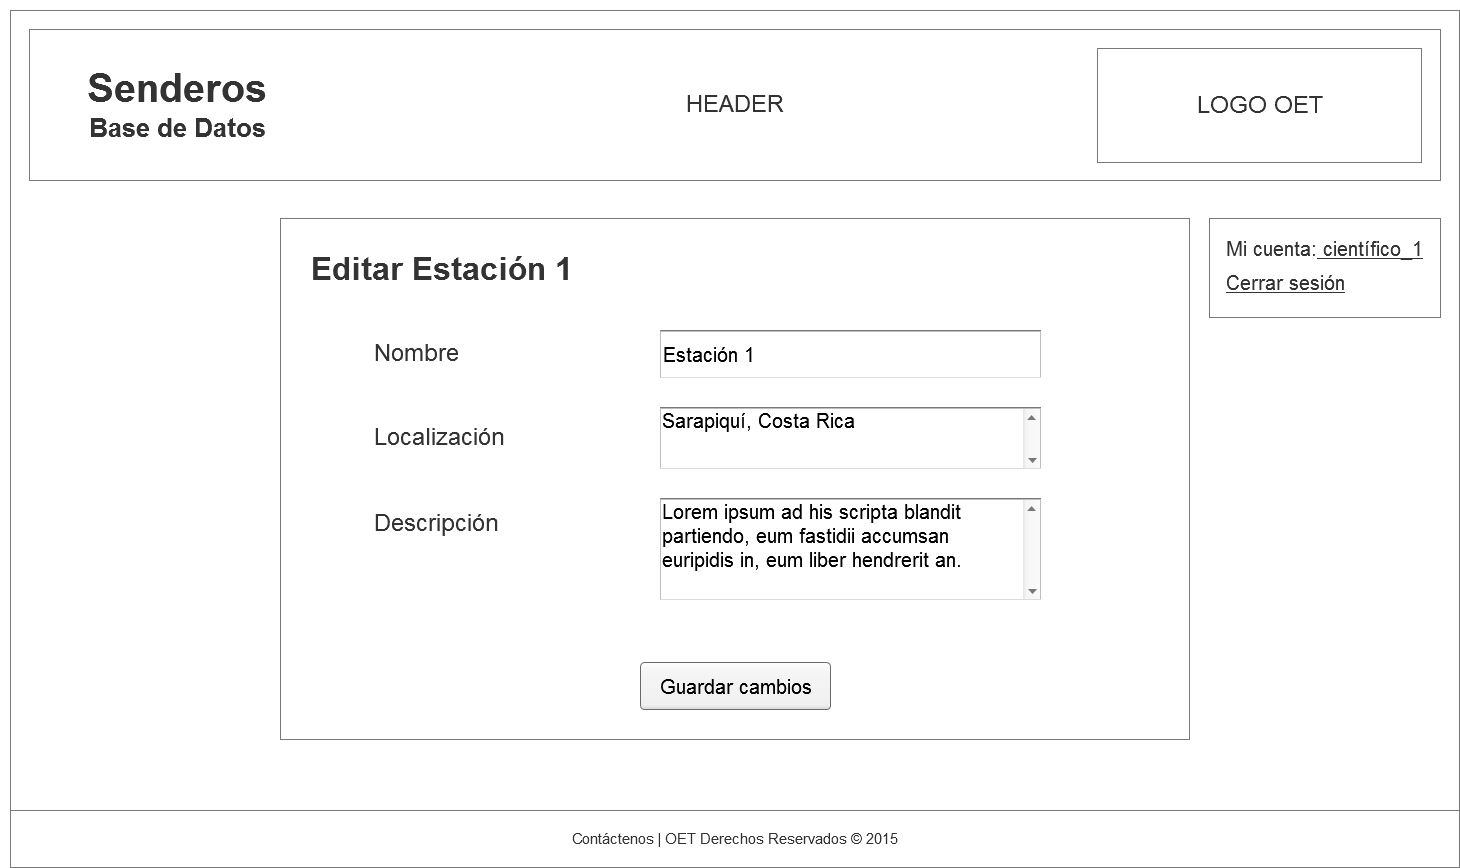 Senderos
Base de Datos
HEADER
LOGO OET
Mi cuenta: científico_1
Cerrar sesión
Editar Estación 1
Nombre
Estación 1
Localización
Sarapiquí, Costa Rica
Descripción
Lorem ipsum ad his scripta blandit
partiendo, eum fastidii accumsan
euripidis in, eum liber hendrerit an.
Guardar cambios
Contáctenos | OET Derechos Reservados © 2015